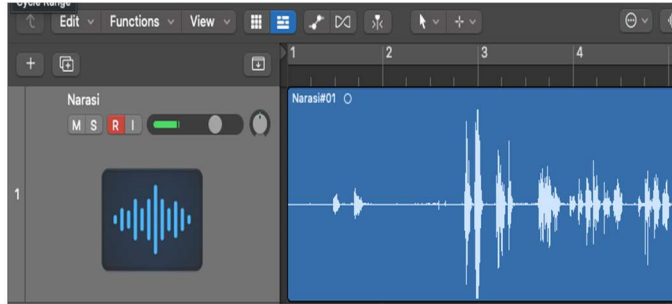 Cycle Range
Edit Functions View
1 2 3 4
Narasi
M S R I
Narasi#01
1